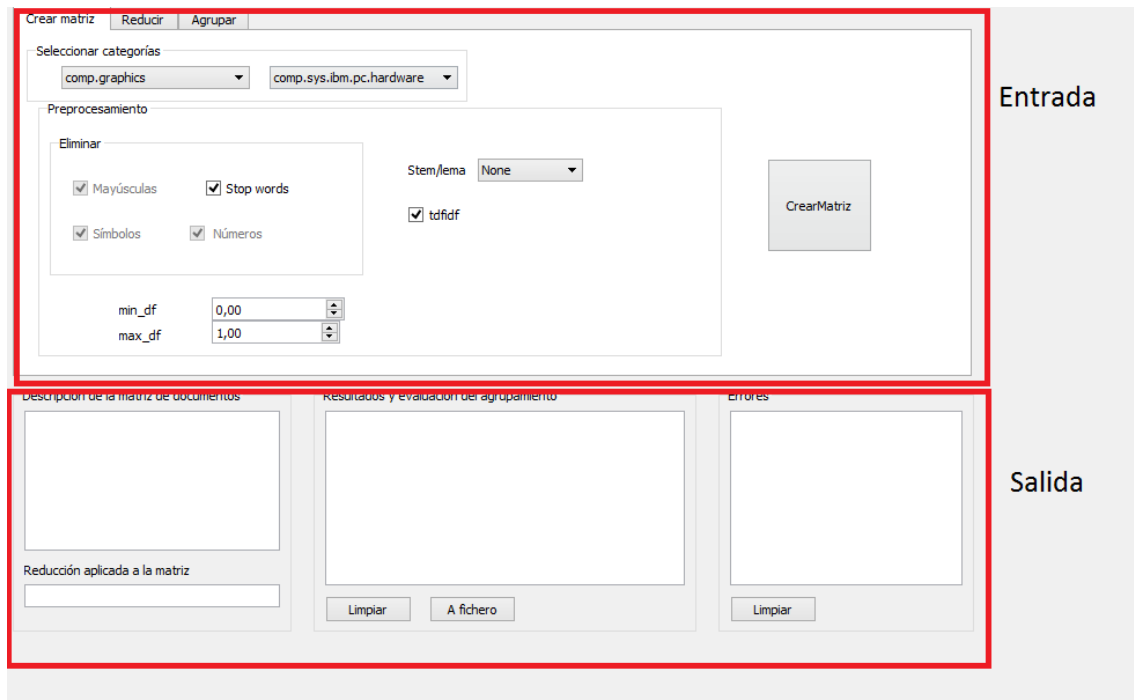 Crear matriz Reducir Agrupar
Seleccionar categorías
comp.graphics comp.sys.ibm.pc.hardware
Entrada
Preprocesamiento
Eliminar
Stem/lema None
Mayúsculas Stop words
CrearMatriz
tdfidf
Símbolos Números
min_df 0,00
max_df 1,00
Descripción de la matriz de documentos Resultados y evaluación del agrupamiento Errores
Salida
Reducción aplicada a la matriz
Limpiar A fichero Limpiar